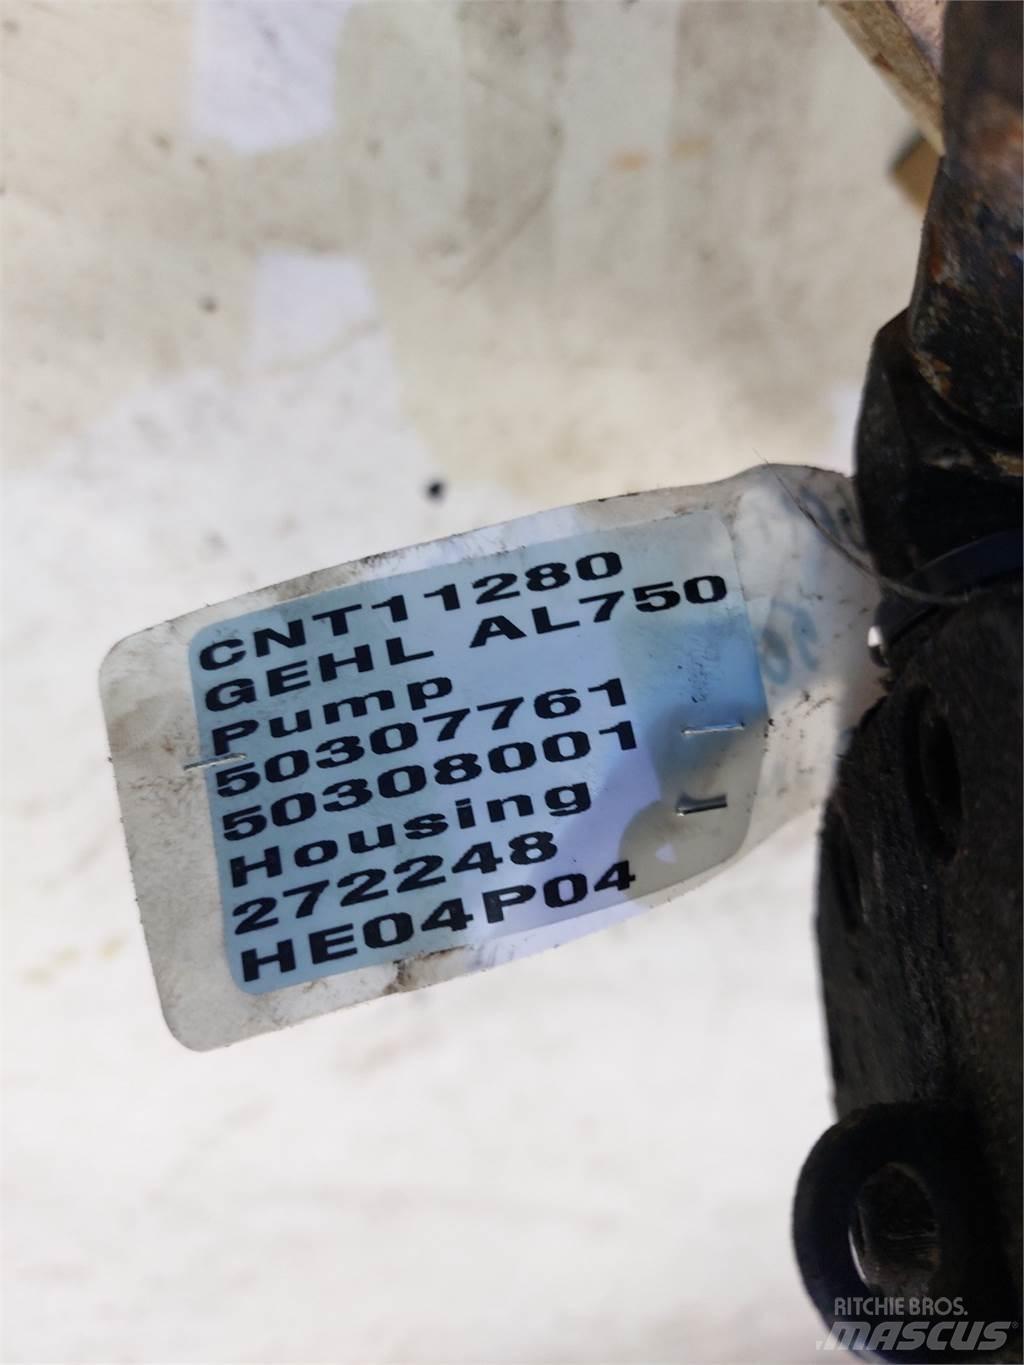 CNT11280
GEHL AL750
Pump
50307761
50308001
Housing
272248
HE04P04
RITCHIE BROS.
MASCUS